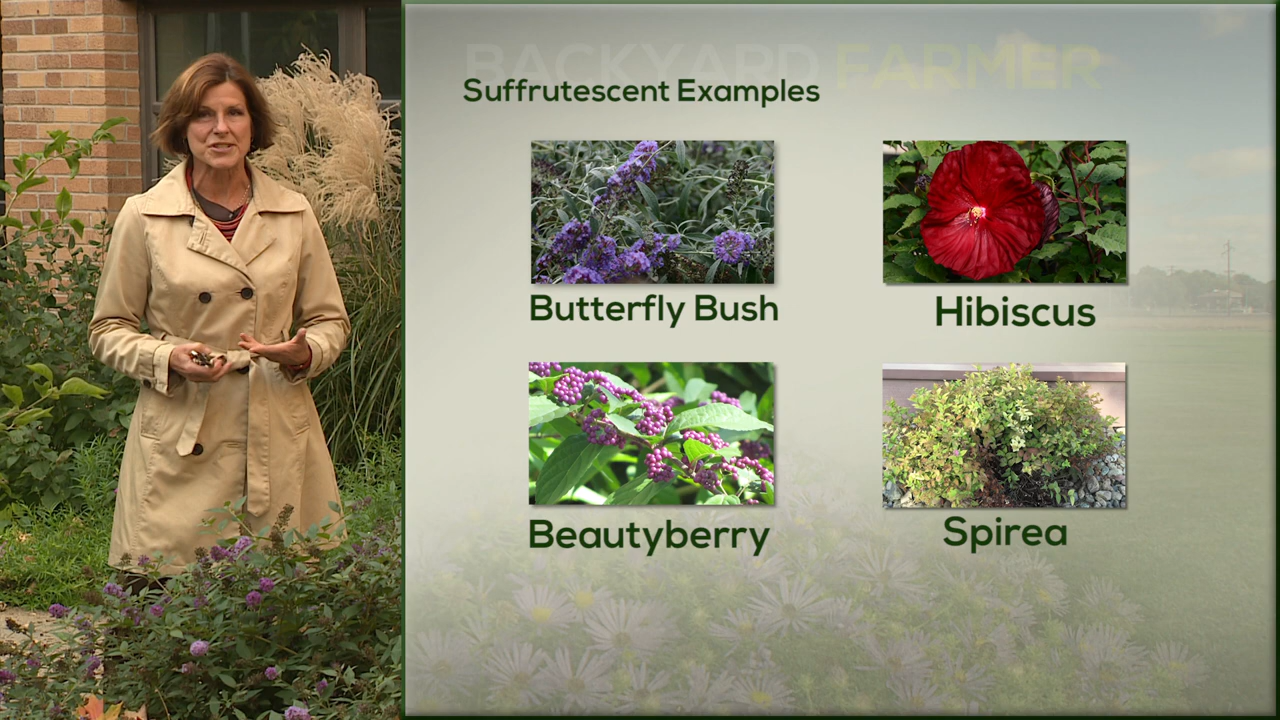 BACKYARD FARMER
Suffrutescent Examples
Butterfly Bush
Hibiscus
Beautyberry
Spirea